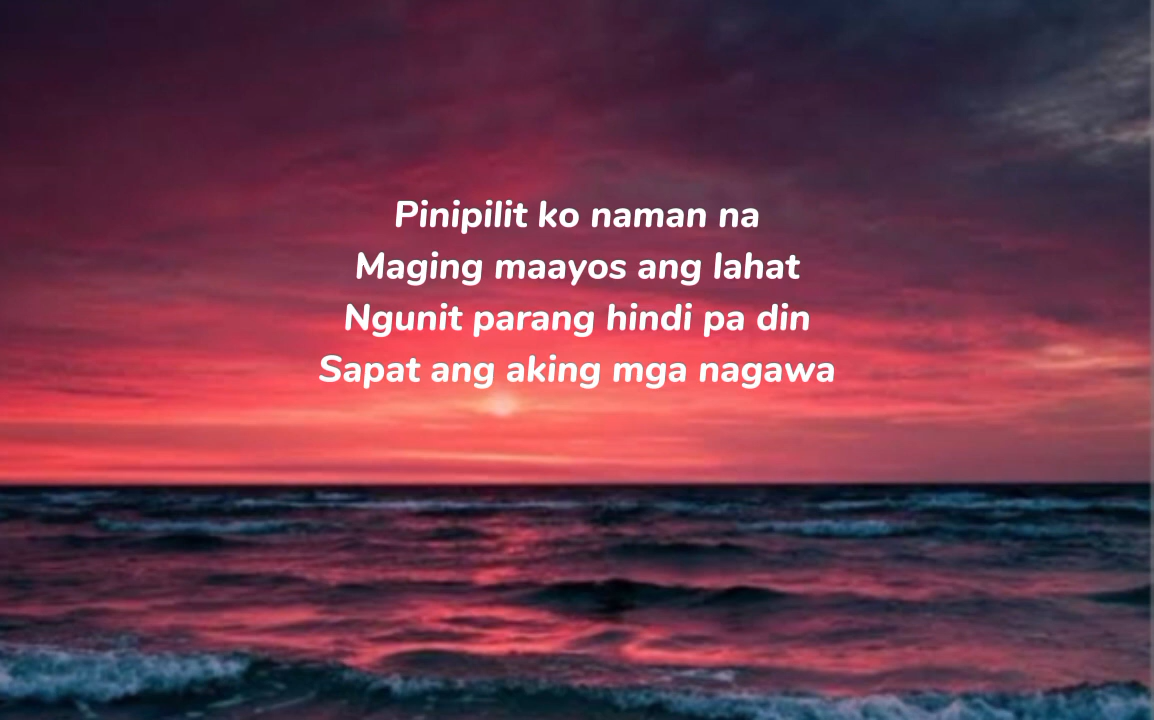 Pinipilit ko naman na
Maging maayos ang lahat
Ngunit parang hindi pa din
Sapat ang aking mga nagawa